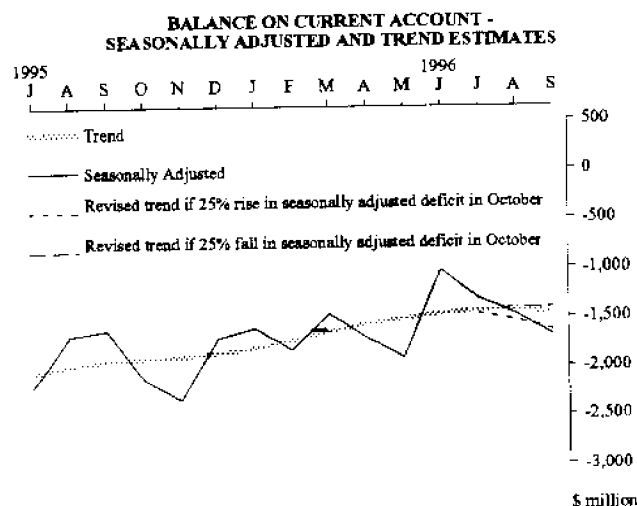 BALANCE ON CURRENT ACCOUNT -
SEASONALLY ADJUSTED AND TREND ESTIMATES
1995 1996
J A S O N D J F M A M J J A S
500
Trend
0
Seasonally Adjusted
Revised trend if 25% rise in seasonally adjusted deficit in October
-500
Revised trend if 25% fall in seasonally adjusted deficit in October
-1,000
-1,500
-2,000
-2,500
-3,000
$ million